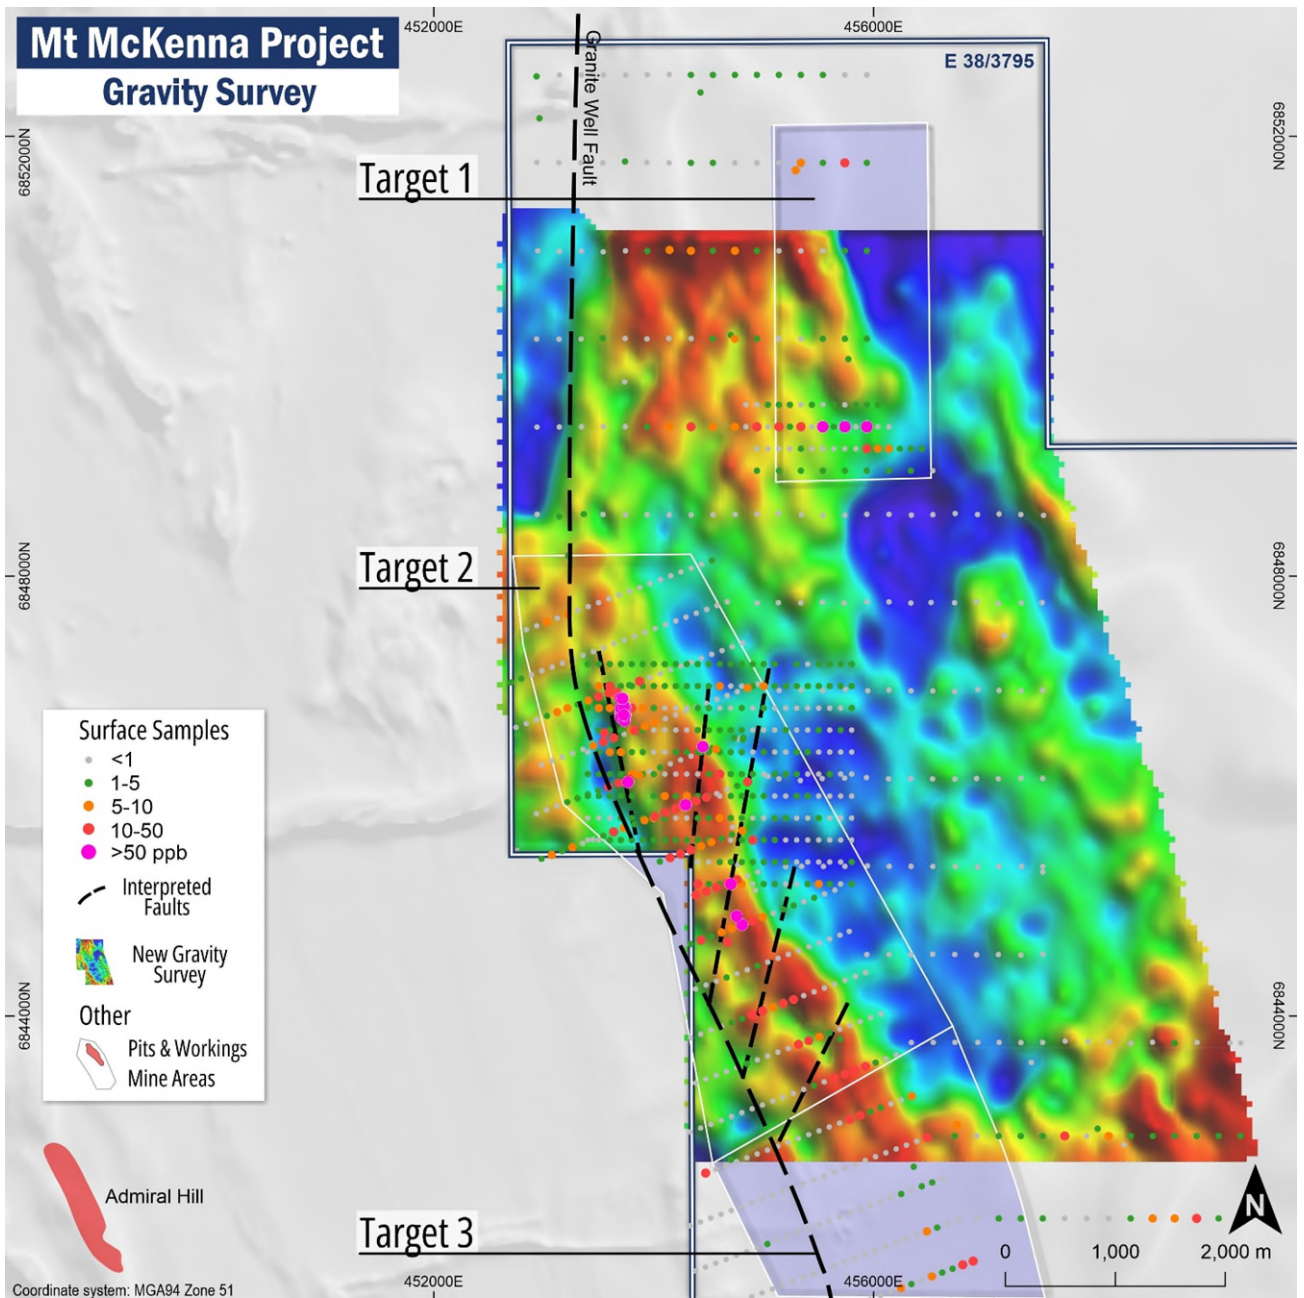 Mt McKenna Project
Gravity Survey
452000E
456000E
E 38/3795
Granite Well Fault
6852000N
6852000N
Target 1
Target 2
6848000N
6848000N
Surface Samples
<1
1-5
5-10
10-50
>50 ppb
Interpreted
Faults
New Gravity
Survey
Other
Pits & Workings
Mine Areas
6844000N
6844000N
Admiral Hill
Target 3
N
0 1,000 2,000 m
452000E
456000E
Coordinate system: MGA94 Zone 51